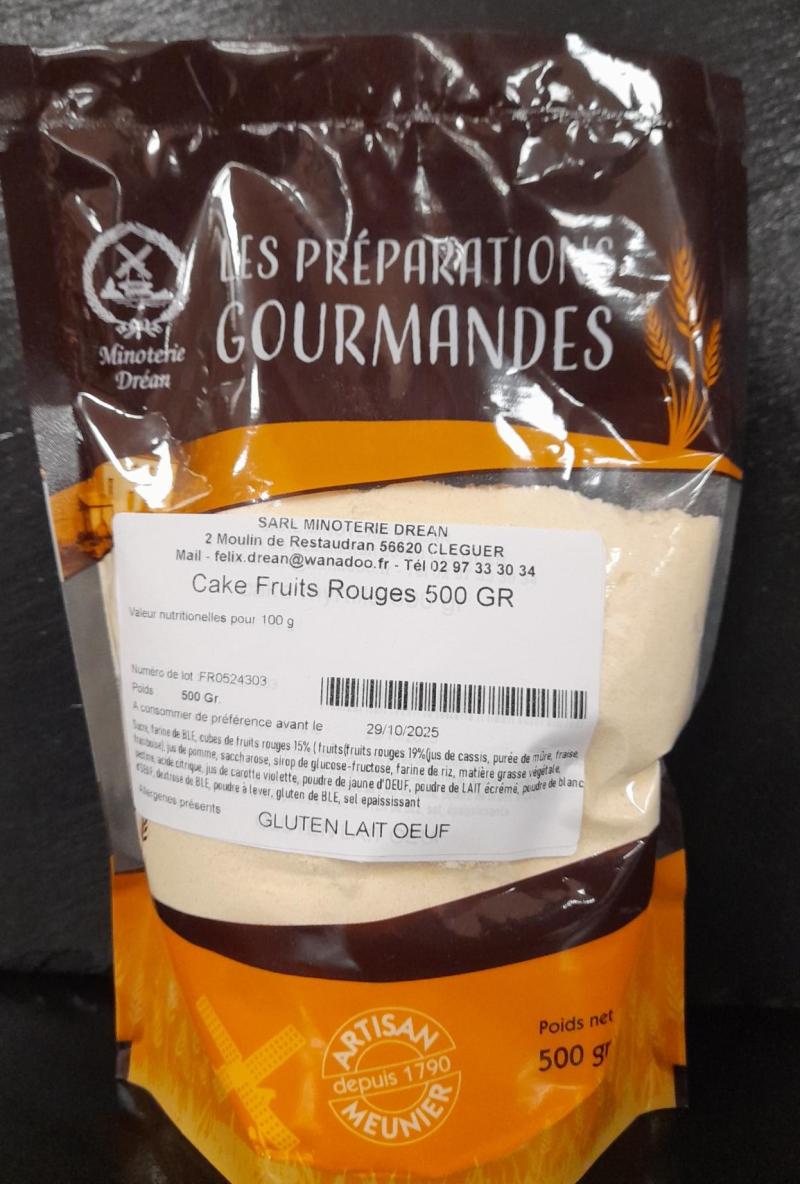 LES PRÉPARATIONS
GOURMANDES
Minoterie
Dréan
SARL MINOTERIE DREAN
2 Moulin de Restaudran 56620 CLEGUER
Mail - felix.drean@wanadoo.fr - Tél 02 97 33 30 34
Cake Fruits Rouges 500 GR
Valeur nutritionelles pour 100 g
Numéro de lot :FR0524303
Poids 500 Gr.
A consommer de préférence avant le 29/10/2025
Sucre, farine de BLE, cubes de fruits rouges 15% (fruits(fruits rouges 19%(jus de cassis, purée de mûre, fraise,
framboise), jus de pomme, saccharose, sirop de glucose-fructose, farine de riz, matière grasse végétale,
pectine, acide citrique, jus de carotte violette, poudre de jaune d'OEUF, poudre de LAIT écrémé, poudre de blanc
d'OEUF, dextrose de BLE, poudre à lever, gluten de BLE, sel epaississant
Allergenes présents
GLUTEN LAIT OEUF
ARTISAN
depuis 1790
MEUNIER
Poids net
500 gr